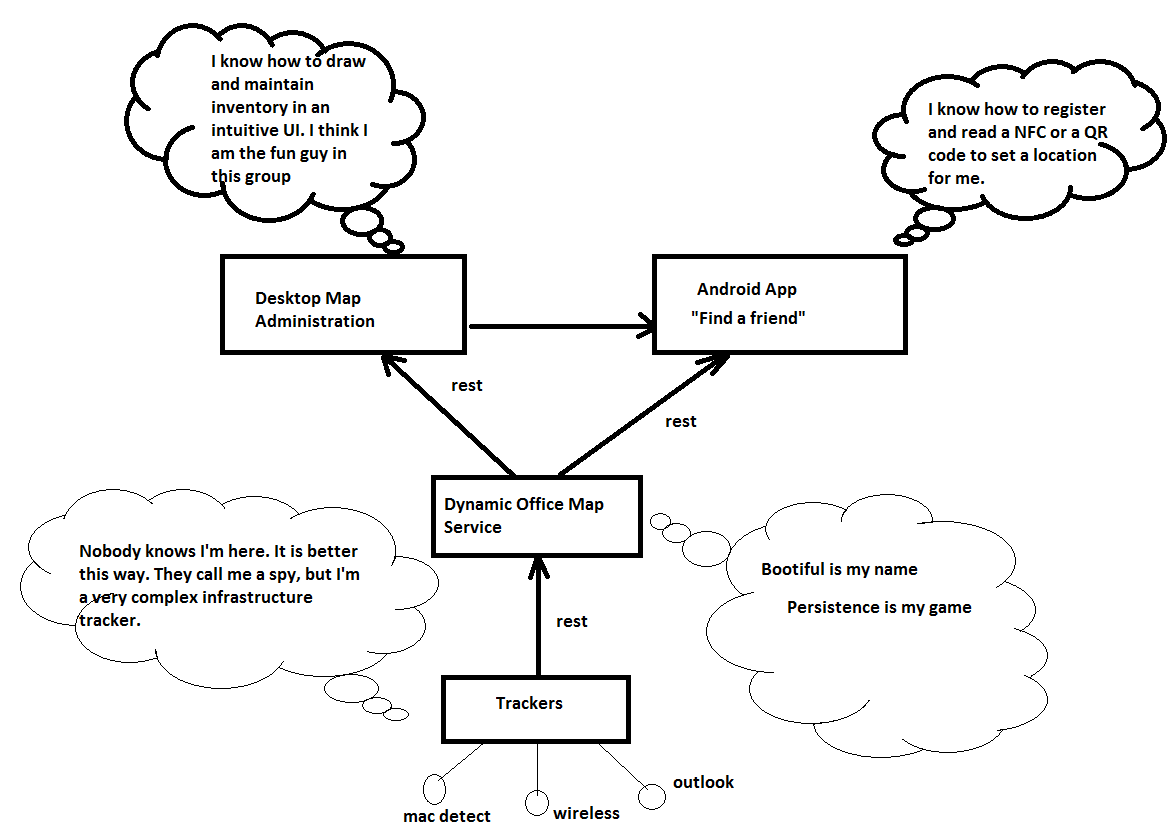 I know how to draw
and maintain
inventory in an
intuitive UI. I think I
am the fun guy in
this group
I know how to register
and read a NFC or a QR
code to set a location
for me.
Desktop Map
Administration
Android App
"Find a friend"
rest
rest
Dynamic Office Map
Service
Nobody knows I'm here. It is better
this way. They call me a spy, but I'm
a very complex infrastructure
tracker.
Bootiful is my name
Persistence is my game
rest
Trackers
mac detect
wireless
outlook